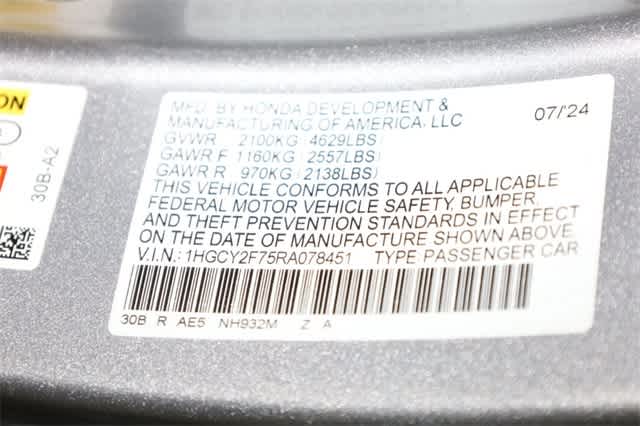 ON
30B-A2
MFD. BY HONDA DEVELOPMENT &
MANUFACTURING OF AMERICA, LLC 07/'24
GVWR 2100KG(4629LBS)
GAWR F 1160KG(2557LBS)
GAWR R 970KG(2138LBS)
THIS VEHICLE CONFORMS TO ALL APPLICABLE
FEDERAL MOTOR VEHICLE SAFETY, BUMPER,
AND THEFT PREVENTION STANDARDS IN EFFECT
ON THE DATE OF MANUFACTURE SHOWN ABOVE.
V.I.N.: 1HGCY2F75RA078451 TYPE PASSENGER CAR
30B R AE5 NH932M Z A